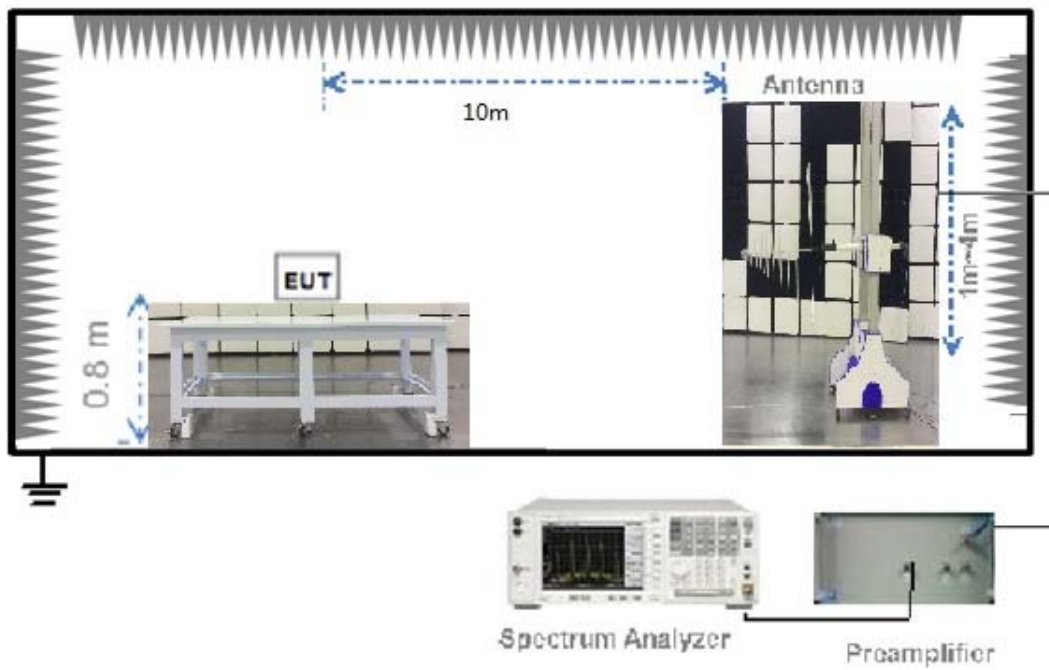 10m
Antenna
EUT
0.8 m
1m~4m
Spectrum Analyzer
Preamplifier